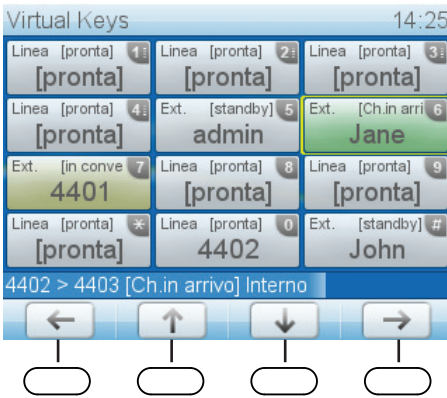 Virtual Keys 14:25
Linea [pronta] 1 Linea [pronta] 2 Linea [pronta] 3
[pronta] [pronta] [pronta]
Linea [pronta] 4 Ext. [standby] 5 Ext. [Ch.in arri 6
[pronta] admin Jane
Ext. [in conve 7 Linea [pronta] 8 Linea [pronta] 9
4401 [pronta] [pronta]
Linea [pronta] * Linea [pronta] 0 Ext. [standby] #
[pronta] 4402 John
4402 > 4403 [Ch.in arrivo] Interno